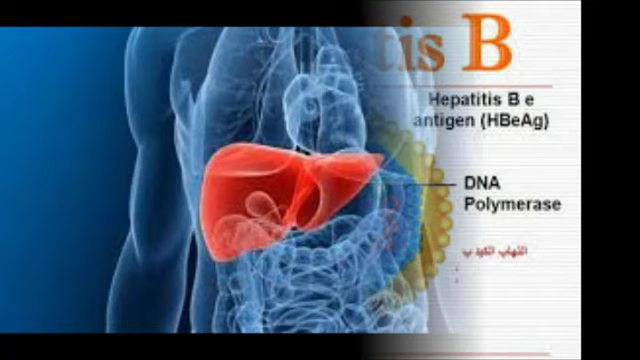 tis B
Hepatitis B e
antigen (HBeAg)
DNA
Polymerase
التهاب الكبد ب